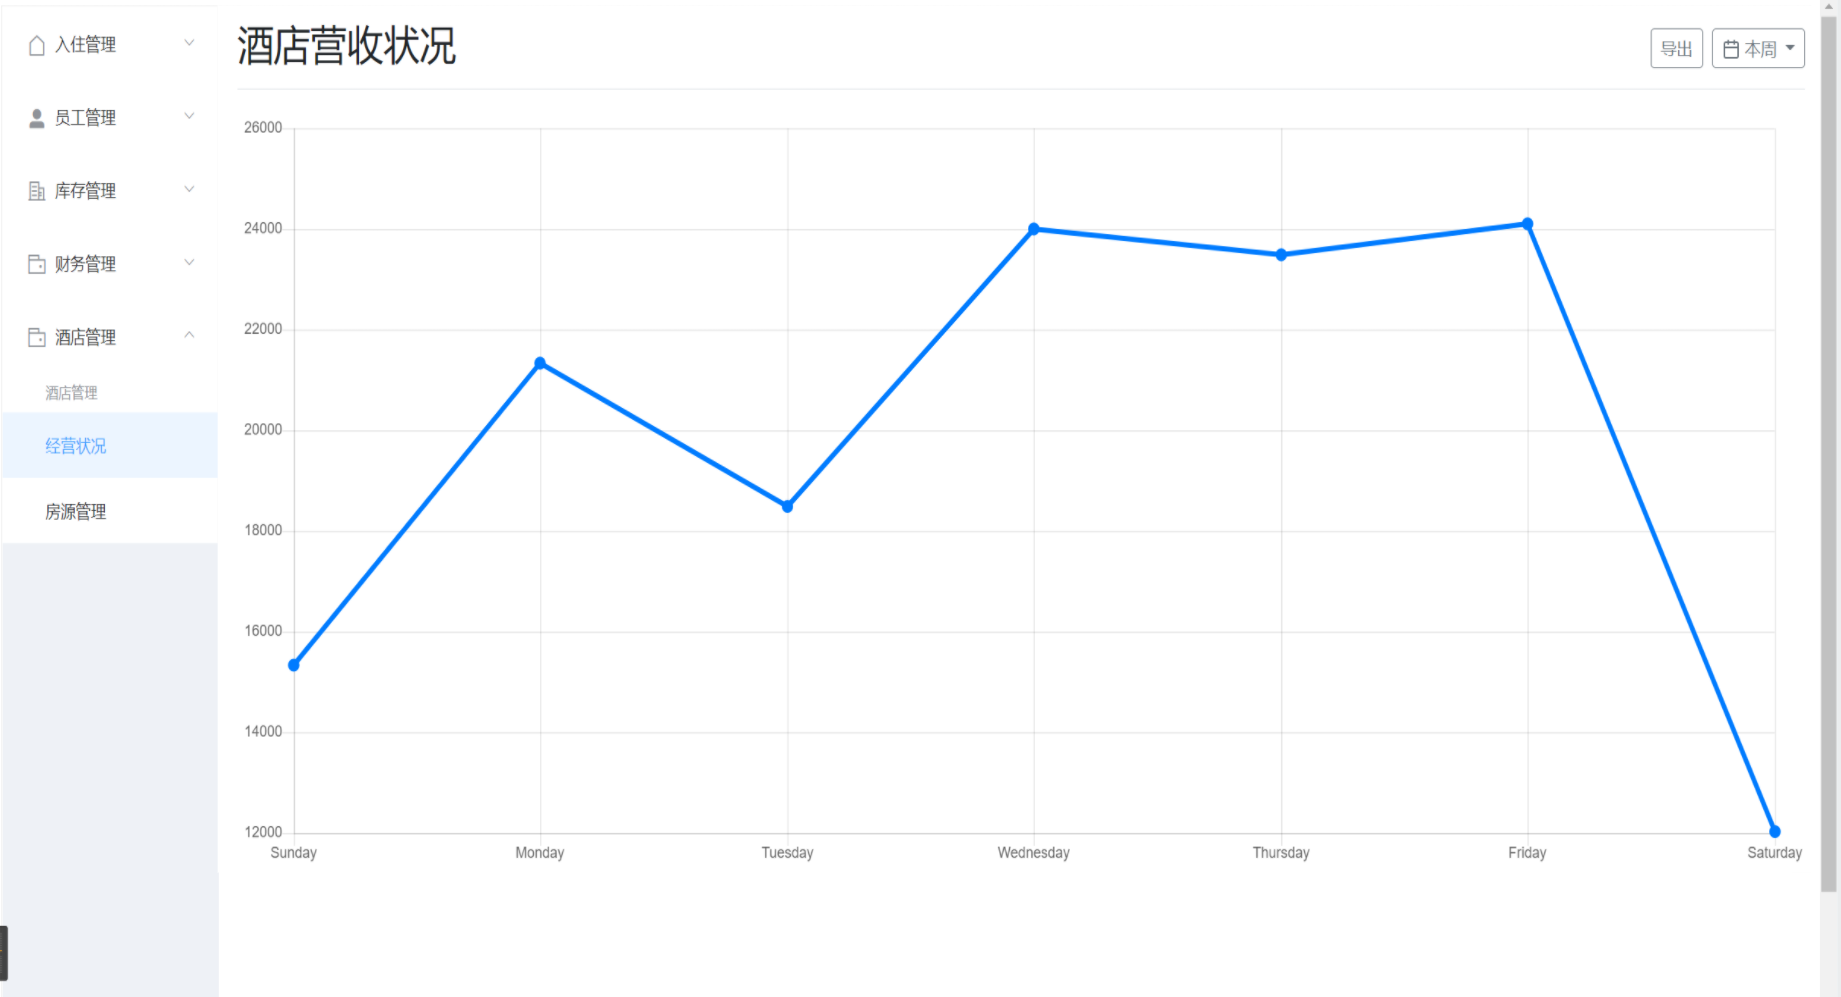 入住管理
员工管理
库存管理
财务管理
酒店管理
酒店管理
经营状况
房源管理
酒店营收状况
导出
本周
26000
24000
22000
20000
18000
16000
14000
12000
Sunday Monday Tuesday Wednesday Thursday Friday Saturday